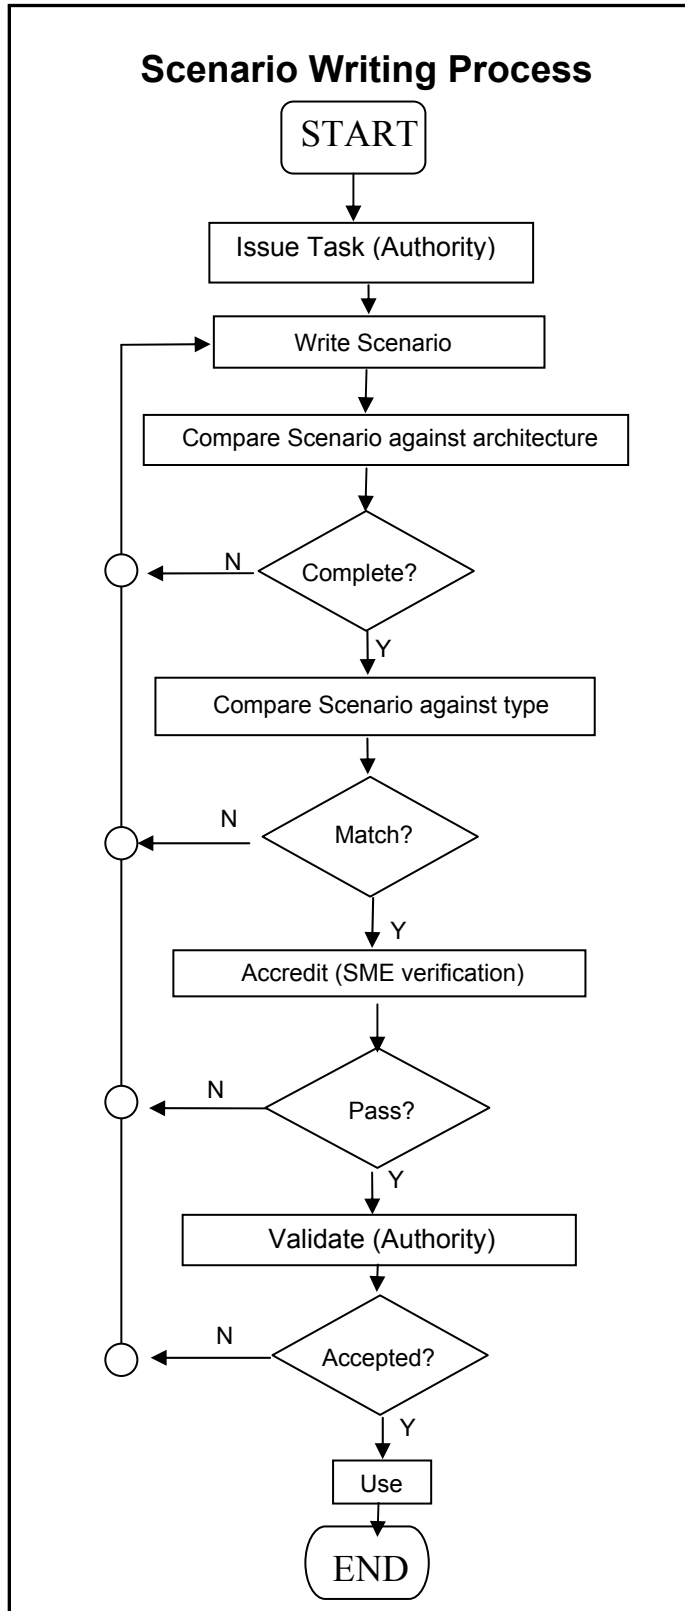 Scenario Writing Process
START
Issue Task (Authority)
Write Scenario
Compare Scenario against architecture
N
Complete?
Y
Compare Scenario against type
N
Match?
Y
Accredit (SME verification)
N
Pass?
Y
Validate (Authority)
N
Accepted?
Y
Use
END